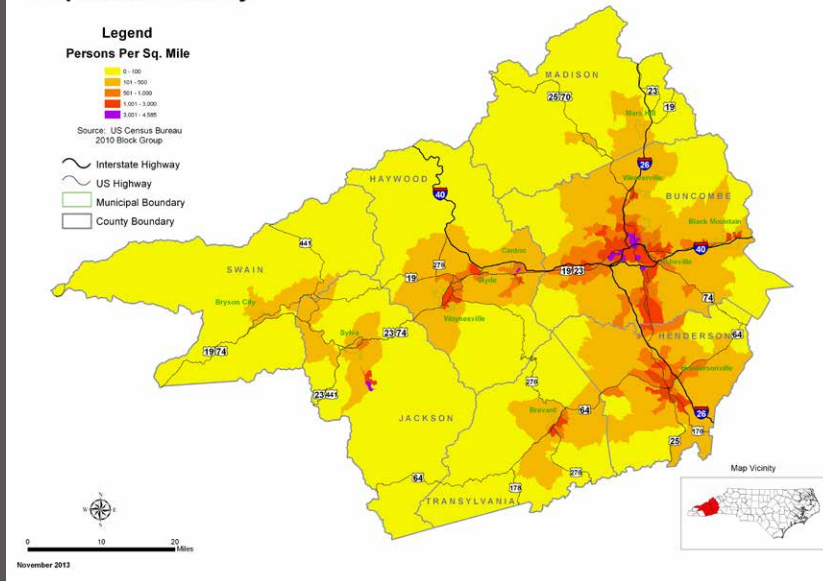 Legend
Persons Per Sq. Mile
0 - 100
101 - 500
501 - 1,000
1,001 - 3,000
3,001 - 4,585
Source: US Census Bureau
2010 Block Group
Interstate Highway
US Highway
Municipal Boundary
County Boundary
MADISON
25 70
23
19
Mars Hill
26
Weaverville
HAYWOOD
40
BUNCOMBE
Black Mountain
40
441
Canton
276
SWAIN
19
Clyde
19 23
Asheville
74
Bryson City
Waynesville
Sylva
23 74
64
HENDERSON
19 74
Hendersonville
276
23 441
Brevard
64
26
JACKSON
176
25
64
276
178
TRANSYLVANIA
Map Vicinity
N
W
E
S
0 10 20
Miles
November 2013